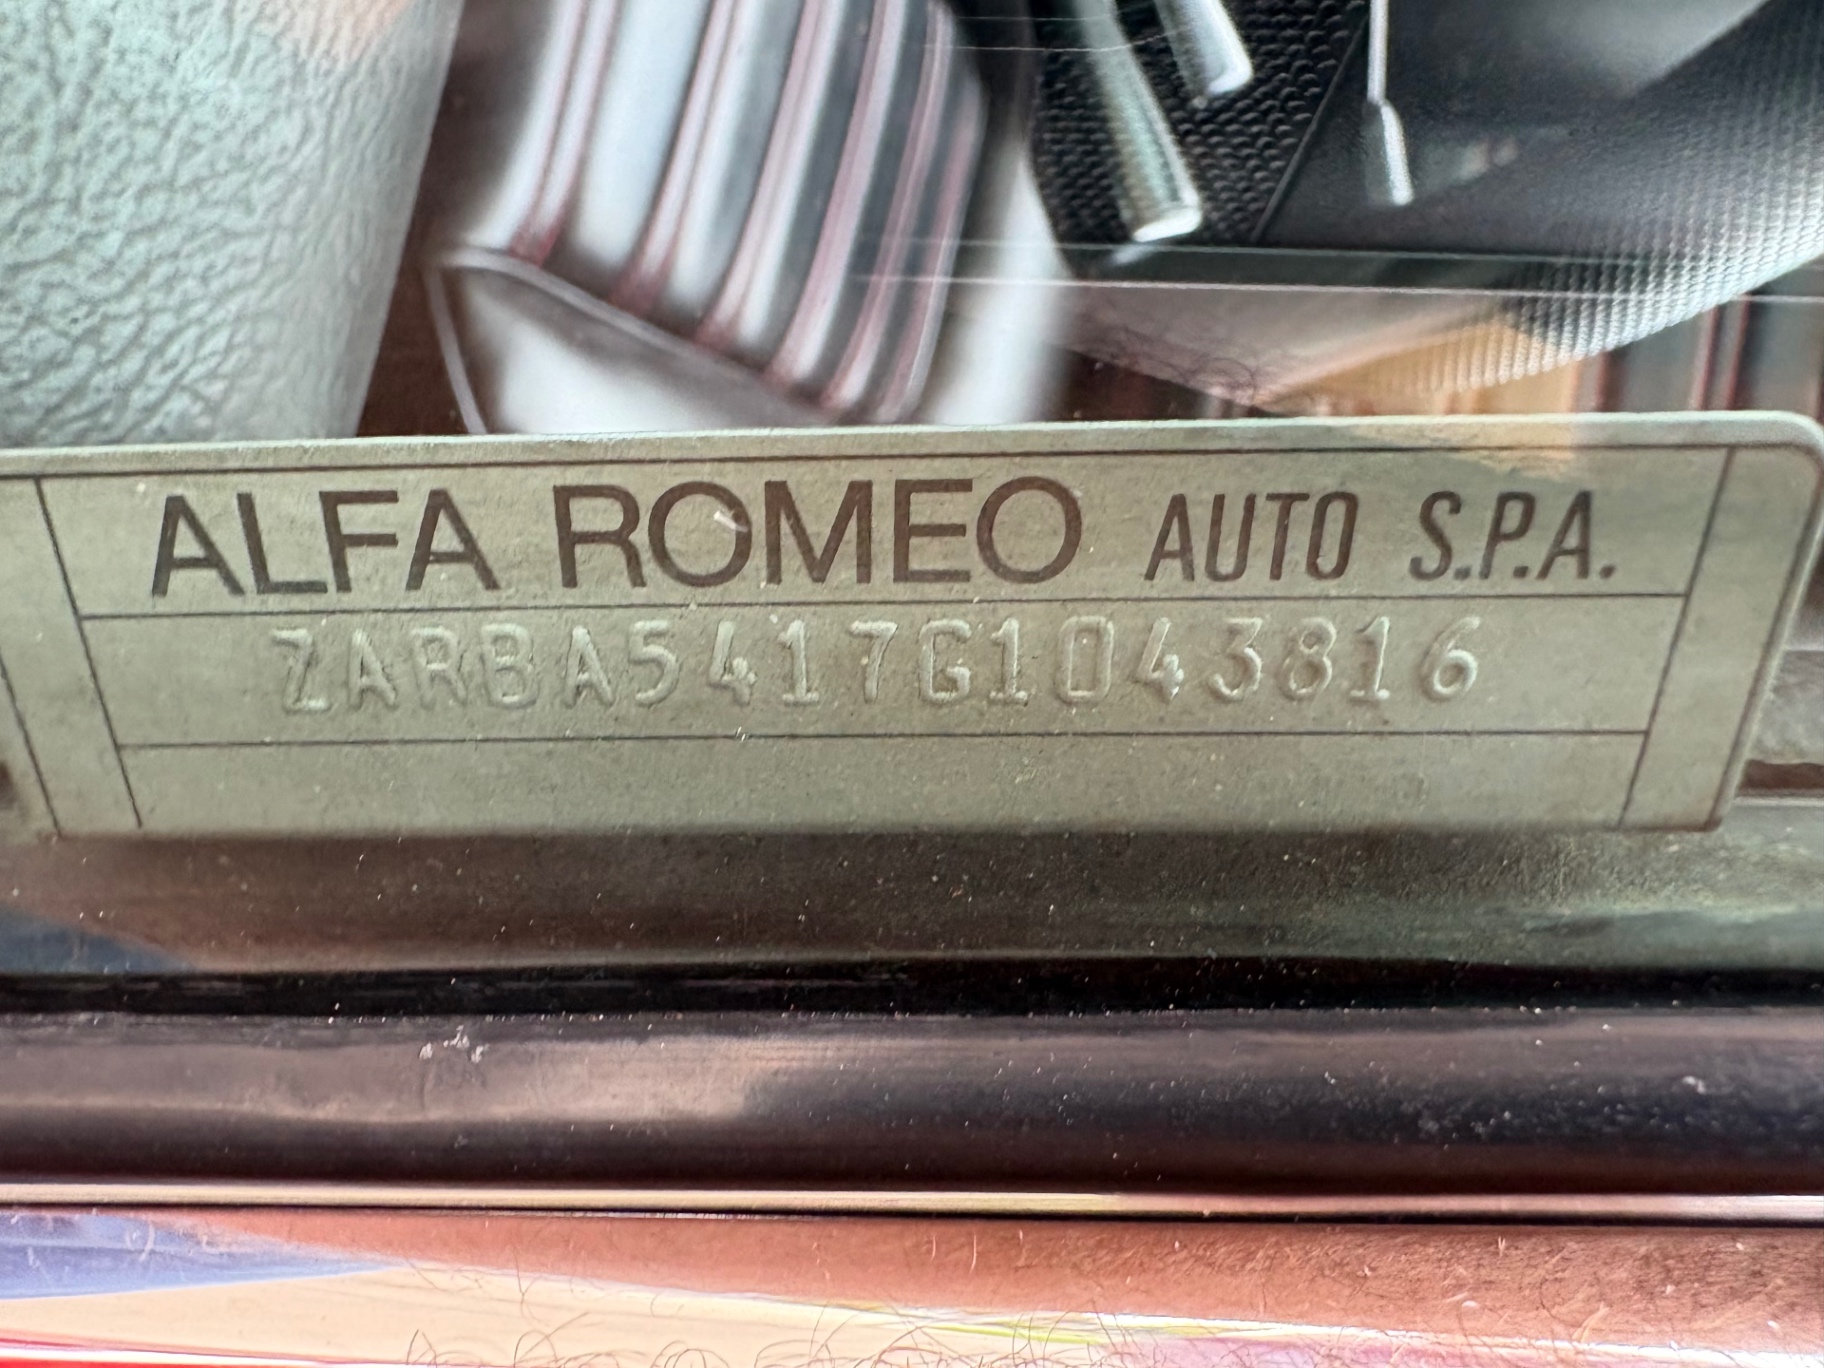 ALFA ROMEO AUTO S.P.A.
ZARBA5417G1043816